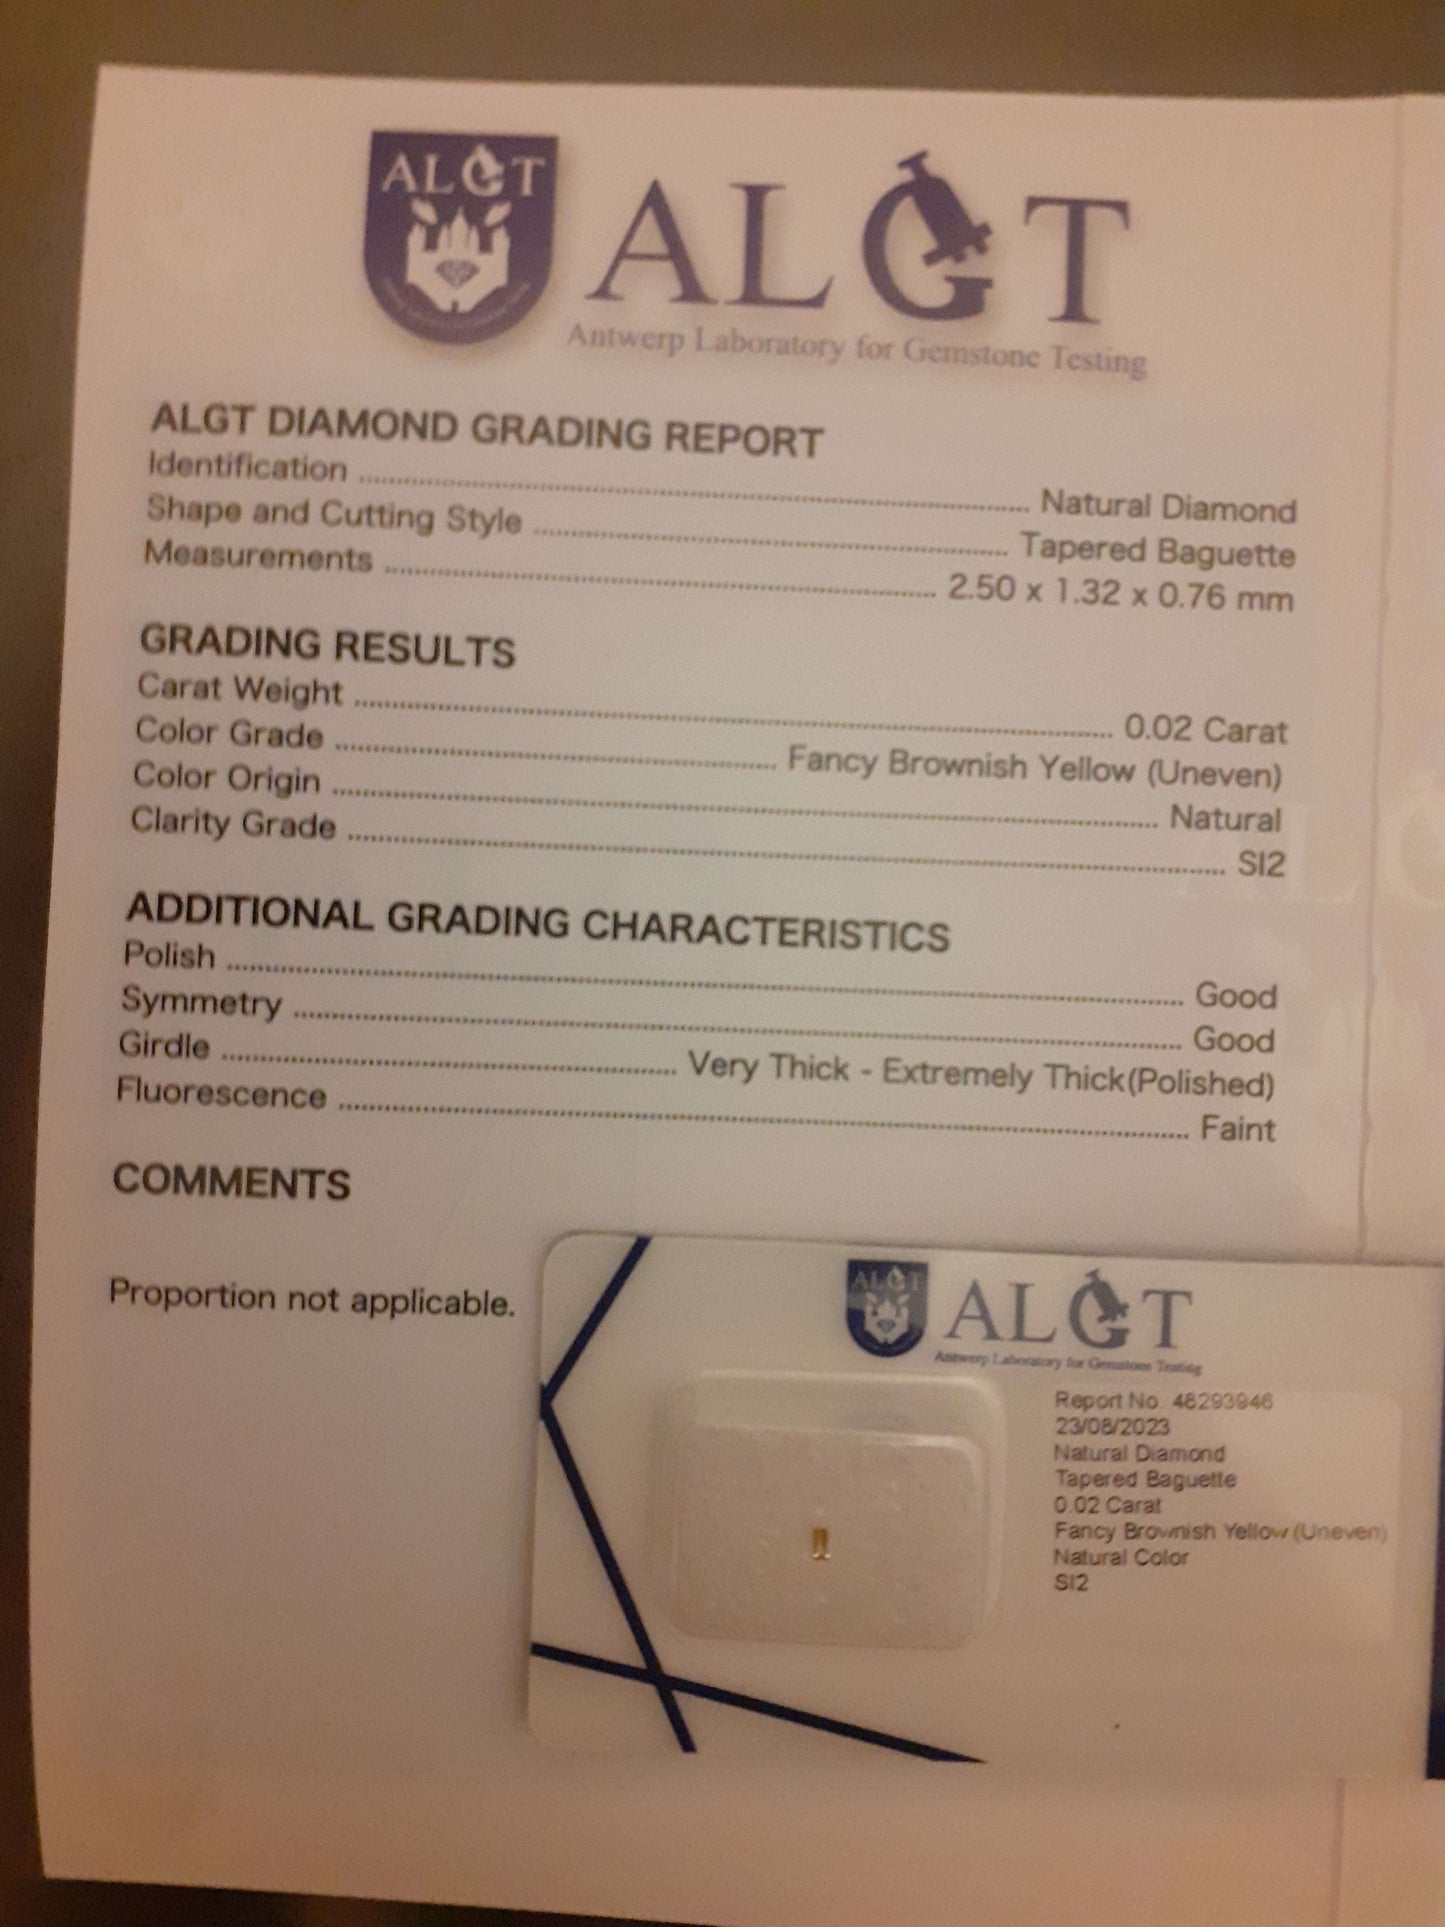 ALGT
ALGT
Antwerp Laboratory for Gemstone Testing
ALGT DIAMOND GRADING REPORT
Identification ........ Natural Diamond
Shape and Cutting Style ........ Tapered Baguette
Measurements ........ 2.50 x 1.32 x 0.76 mm
GRADING RESULTS
Carat Weight ........ 0.02 Carat
Color Grade ........ Fancy Brownish Yellow (Uneven)
Color Origin ........ Natural
Clarity Grade ........ SI2
ADDITIONAL GRADING CHARACTERISTICS
Polish ........ Good
Symmetry ........ Good
Girdle ........ Very Thick - Extremely Thick(Polished)
Fluorescence ........ Faint
COMMENTS
Proportion not applicable.
ALGT
ALGT
Antwerp Laboratory for Gemstone Testing
Report No. 48293946
23/08/2023
Natural Diamond
Tapered Baguette
0.02 Carat
Fancy Brownish Yellow (Uneven)
Natural Color
SI2